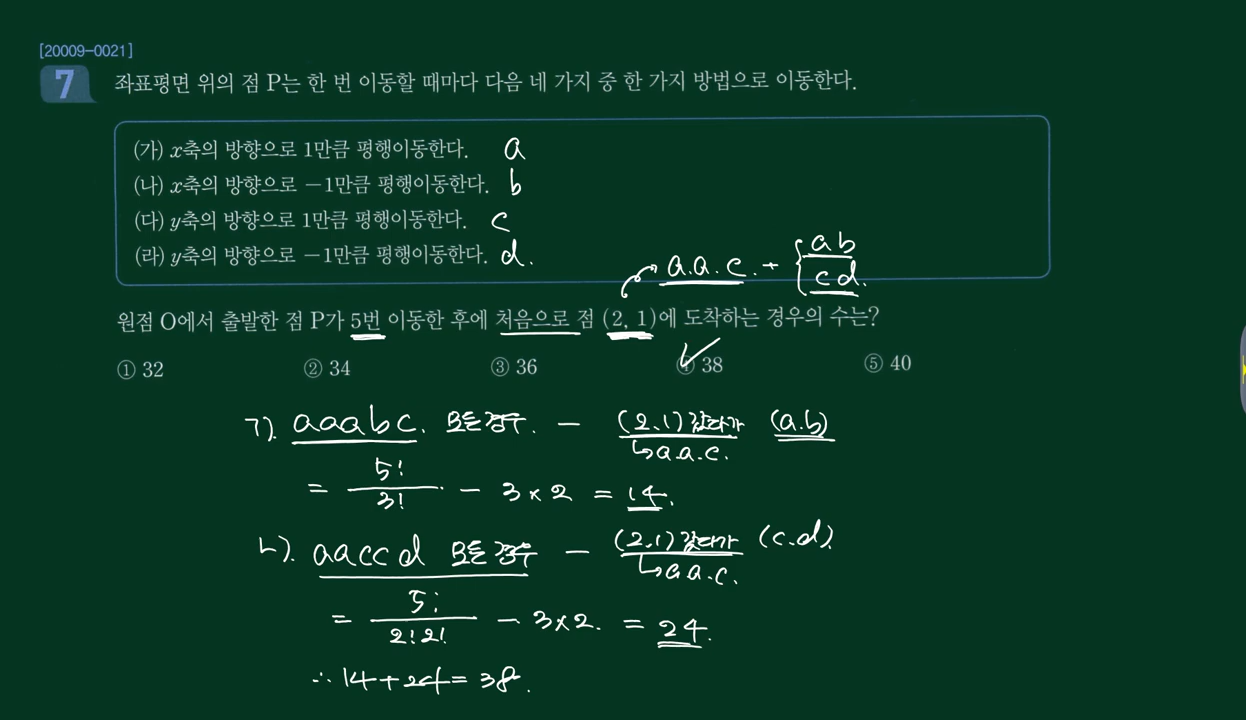 [20009-0021]
7 좌표평면 위의 점 P는 한 번 이동할 때마다 다음 네 가지 중 한 가지 방법으로 이동한다.
(가) x축의 방향으로 1만큼 평행이동한다. a
(나) x축의 방향으로 -1만큼 평행이동한다. b
(다) y축의 방향으로 1만큼 평행이동한다. c
(라) y축의 방향으로 -1만큼 평행이동한다. d.
a.a.c. + { ab
cd.
원점 O에서 출발한 점 P가 5번 이동한 후에 처음으로 점 (2, 1)에 도착하는 경우의 수는?
① 32 ② 34 ③ 36 ④ 38 ⑤ 40
ㄱ). aaabc. 모든 경우. - (2.1) 갔다가 (a.b)
↳a.a.c.
= 5!/3! - 3×2 = 14.
ㄴ). aaccd 모든 경우 - (2.1) 갔다가 (c.d).
↳a.a.c.
= 5!/2!2! - 3×2. = 24.
∴ 14+24=38.